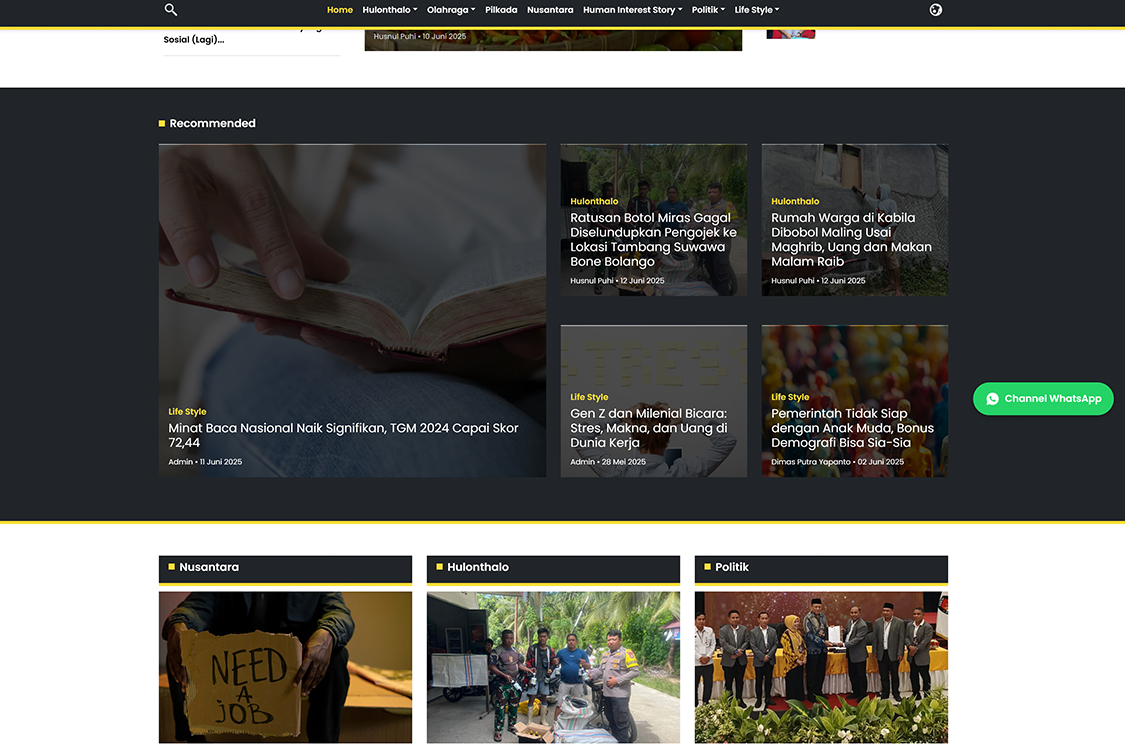 Home Hulonthalo Olahraga Pilkada Nusantara Human Interest Story Politik Life Style
Sosial (Lagi)...
Husnul Puhi • 10 Juni 2025
Recommended
Life Style
Minat Baca Nasional Naik Signifikan, TGM 2024 Capai Skor
72,44
Admin • 11 Juni 2025
Hulonthalo
Ratusan Botol Miras Gagal
Diselundupkan Pengojek ke
Lokasi Tambang Suwawa
Bone Bolango
Husnul Puhi • 12 Juni 2025
Hulonthalo
Rumah Warga di Kabila
Dibobol Maling Usai
Maghrib, Uang dan Makan
Malam Raib
Husnul Puhi • 12 Juni 2025
STRES
Life Style
Gen Z dan Milenial Bicara:
Stres, Makna, dan Uang di
Dunia Kerja
Admin • 28 Mei 2025
Life Style
Pemerintah Tidak Siap
dengan Anak Muda, Bonus
Demografi Bisa Sia-Sia
Dimas Putra Yapanto • 02 Juni 2025
Channel WhatsApp
Nusantara
Hulonthalo
Politik
NEED
A
JOB